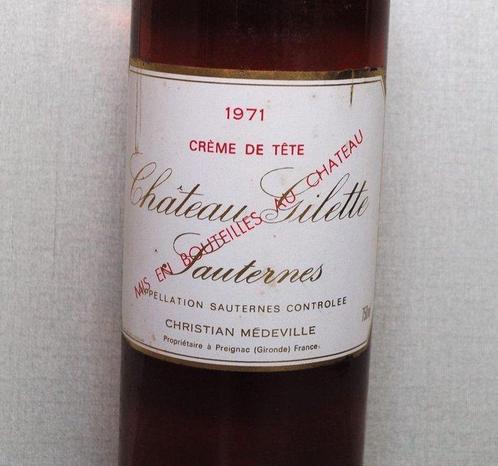 1971
CRÈME DE TÊTE
Château Gilette
MIS EN BOUTEILLES AU CHATEAU
Sauternes
APPELLATION SAUTERNES CONTROLEE
CHRISTIAN MÉDEVILLE
Propriétaire à Preignac (Gironde) France.